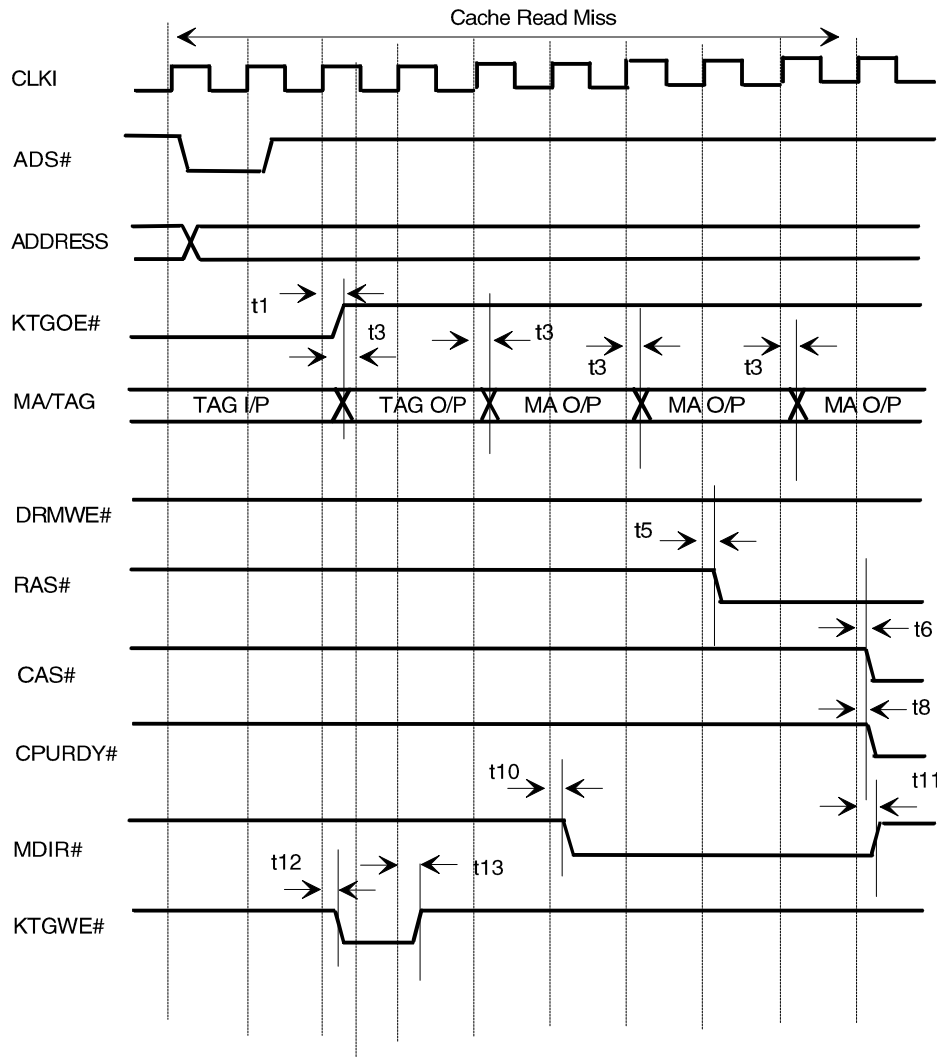 Cache Read Miss
CLKI
ADS#
ADDRESS
t1
KTGOE#
t3
t3
t3
t3
MA/TAG
TAG I/P
TAG O/P
MA O/P
MA O/P
MA O/P
DRMWE#
t5
RAS#
t6
CAS#
t8
CPURDY#
t10
t11
MDIR#
t12
t13
KTGWE#